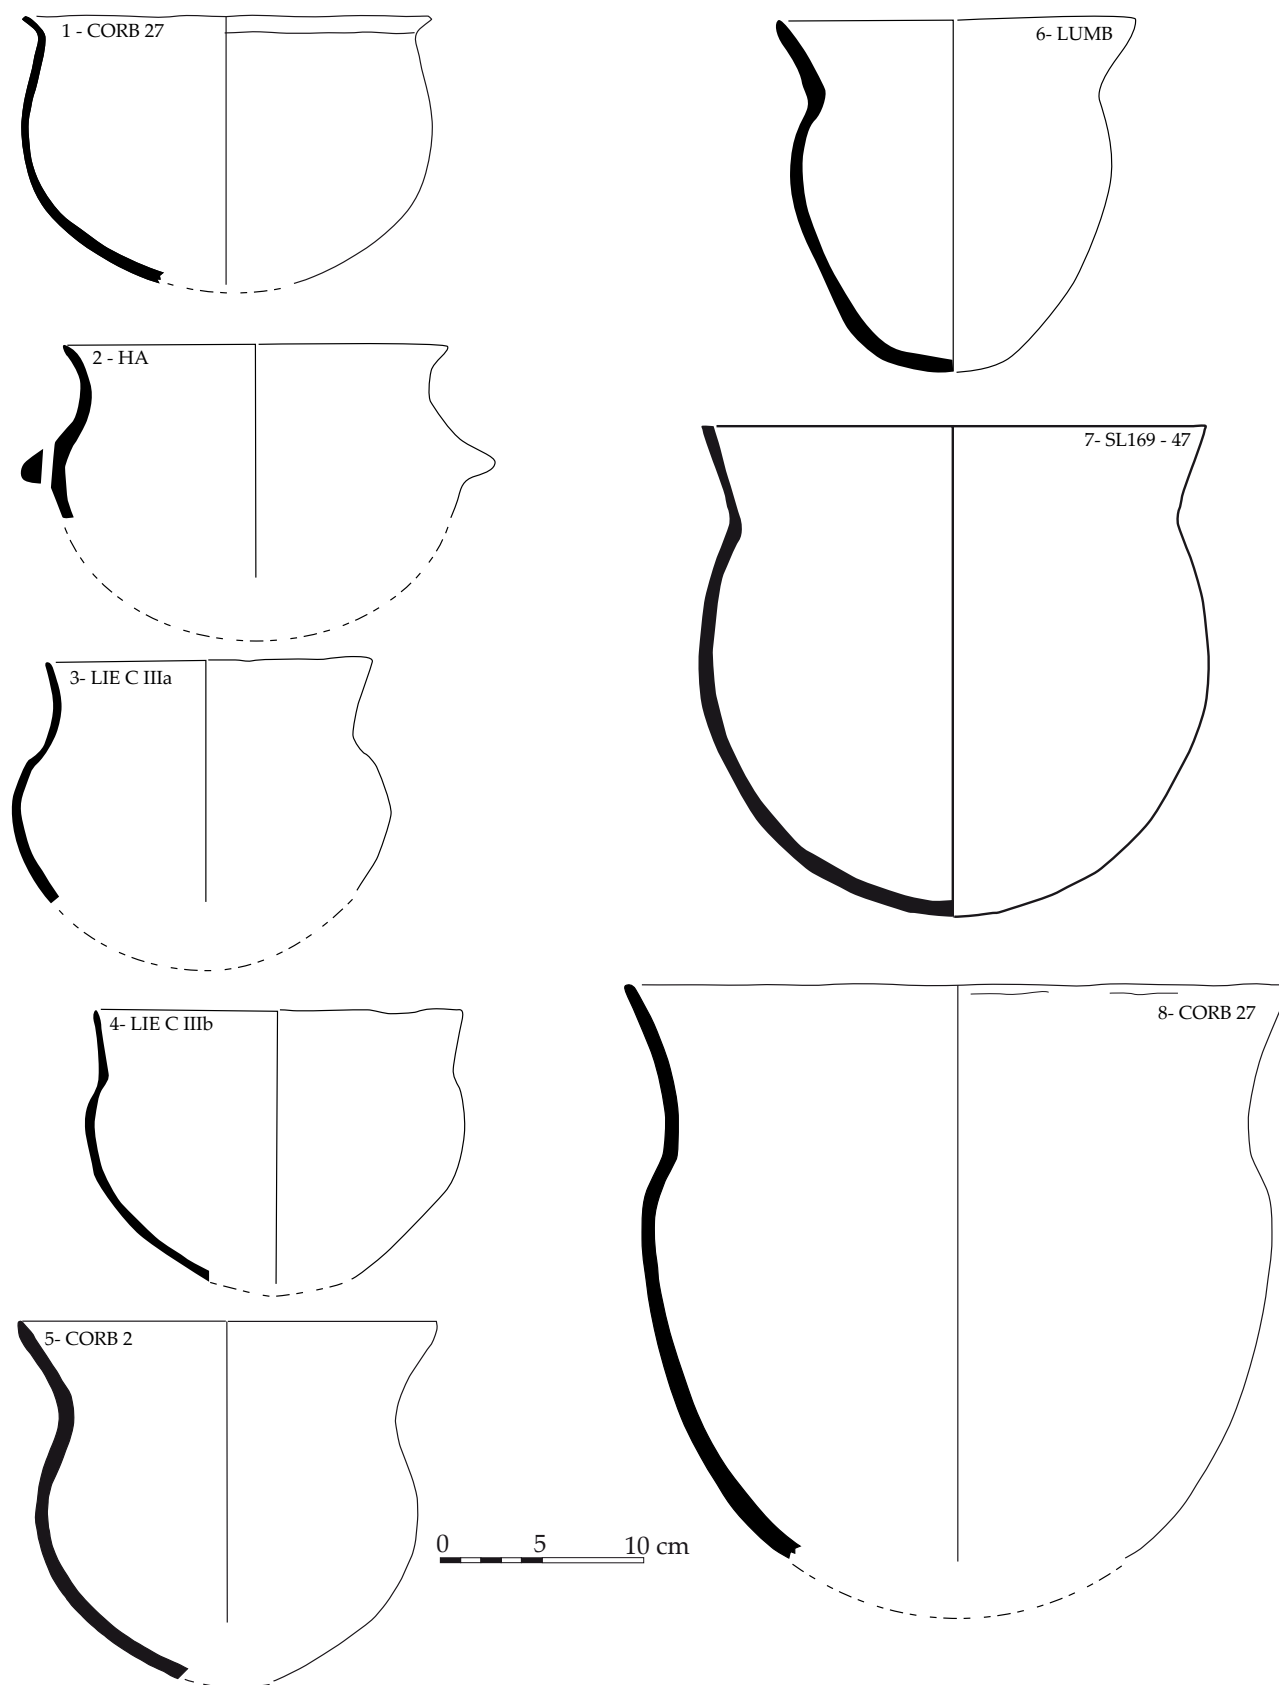 1 - CORB 27
2 - HA
3- LIE C IIIa
4- LIE C IIIb
5- CORB 2
6- LUMB
7- SL169 - 47
8- CORB 27
0 5 10 cm